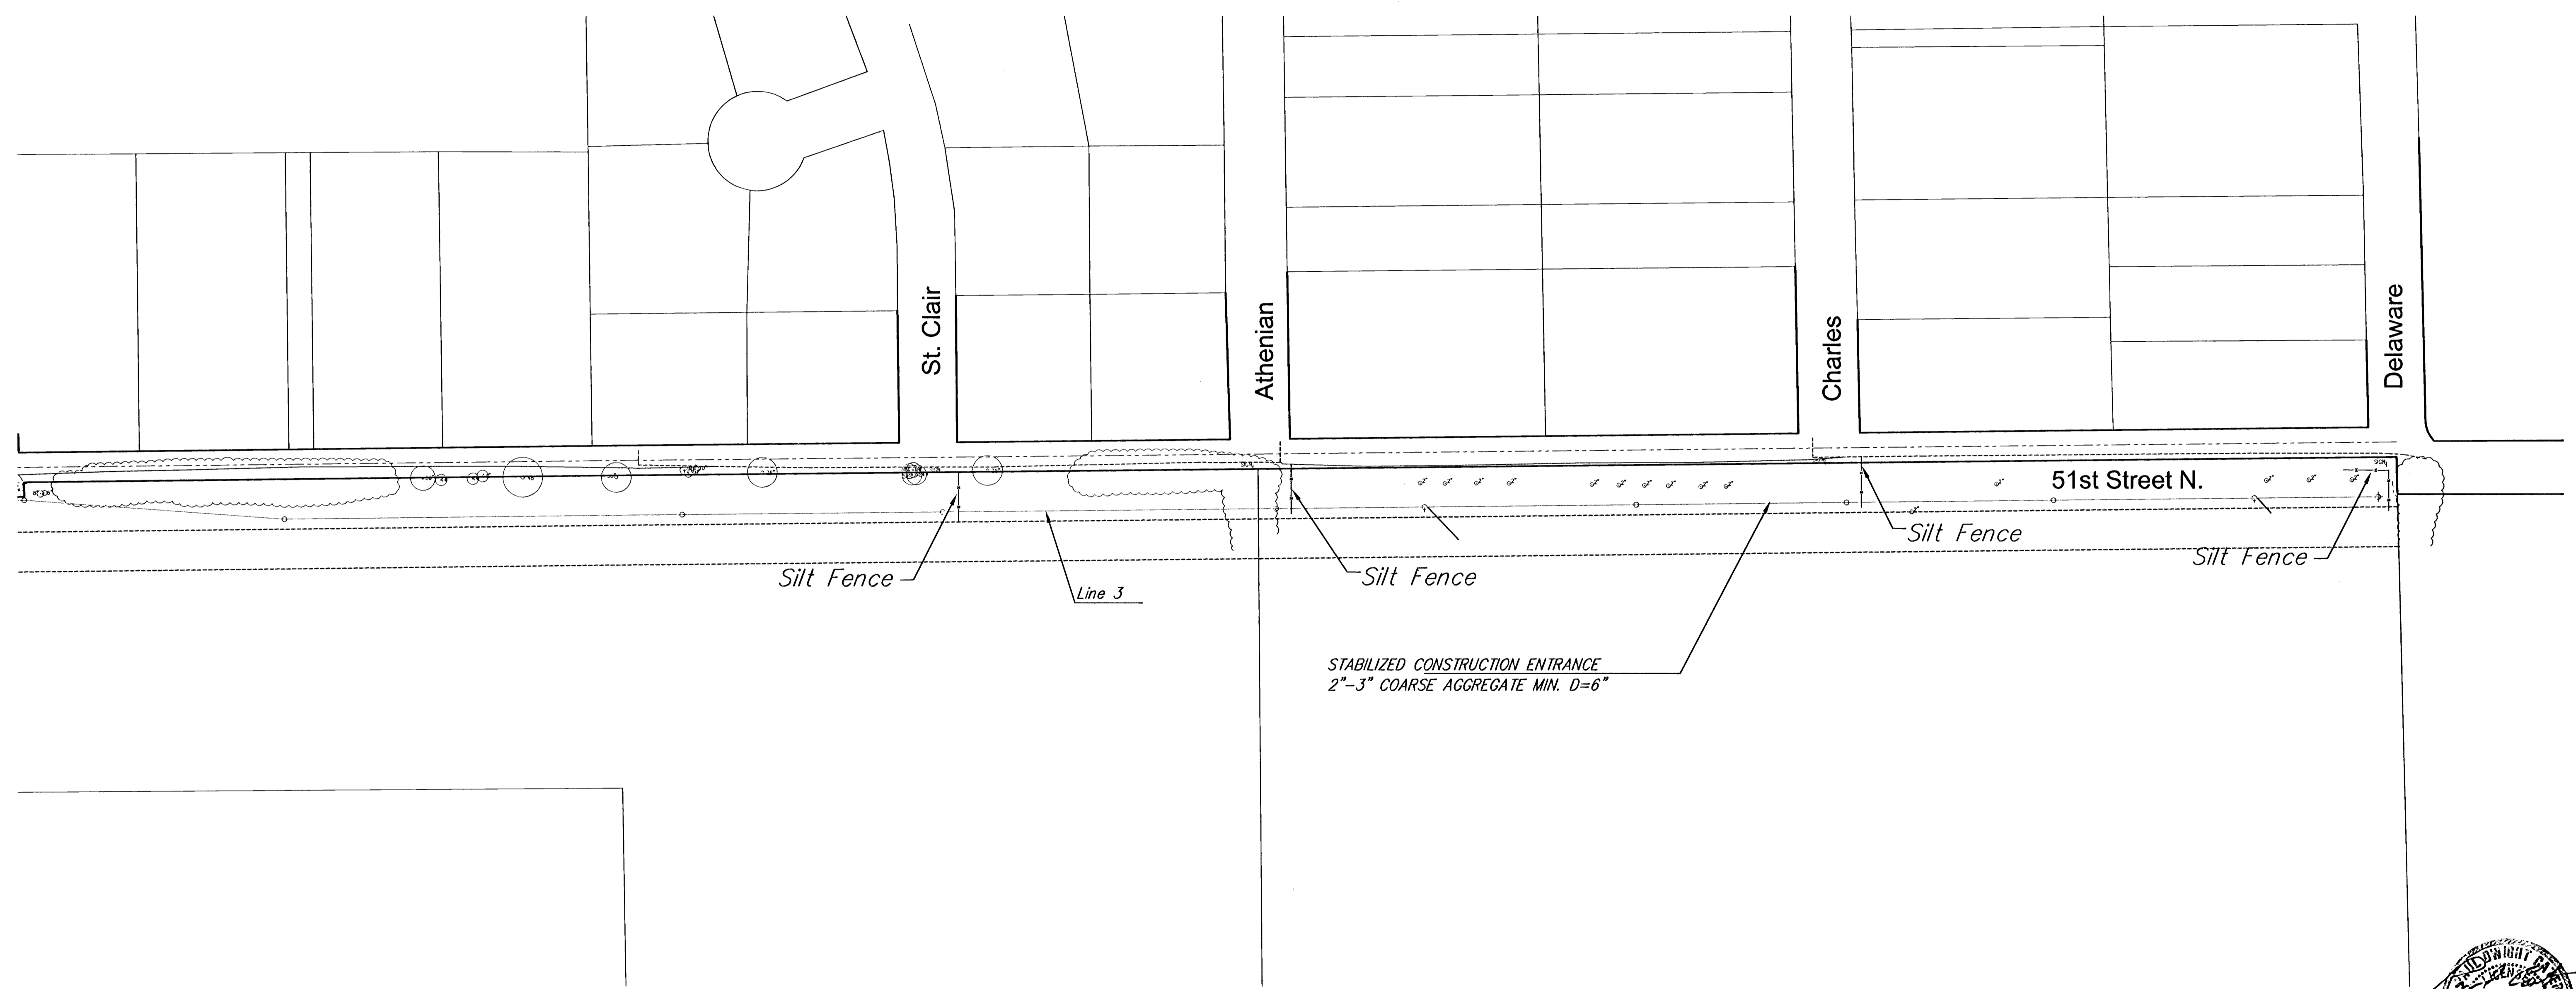 St. Clair
Athenian
Charles
Delaware
51st Street N.
Silt Fence
Line 3
Silt Fence
Silt Fence
Silt Fence
STABILIZED CONSTRUCTION ENTRANCE
2"-3" COARSE AGGREGATE MIN. D=6"
DWIGHT